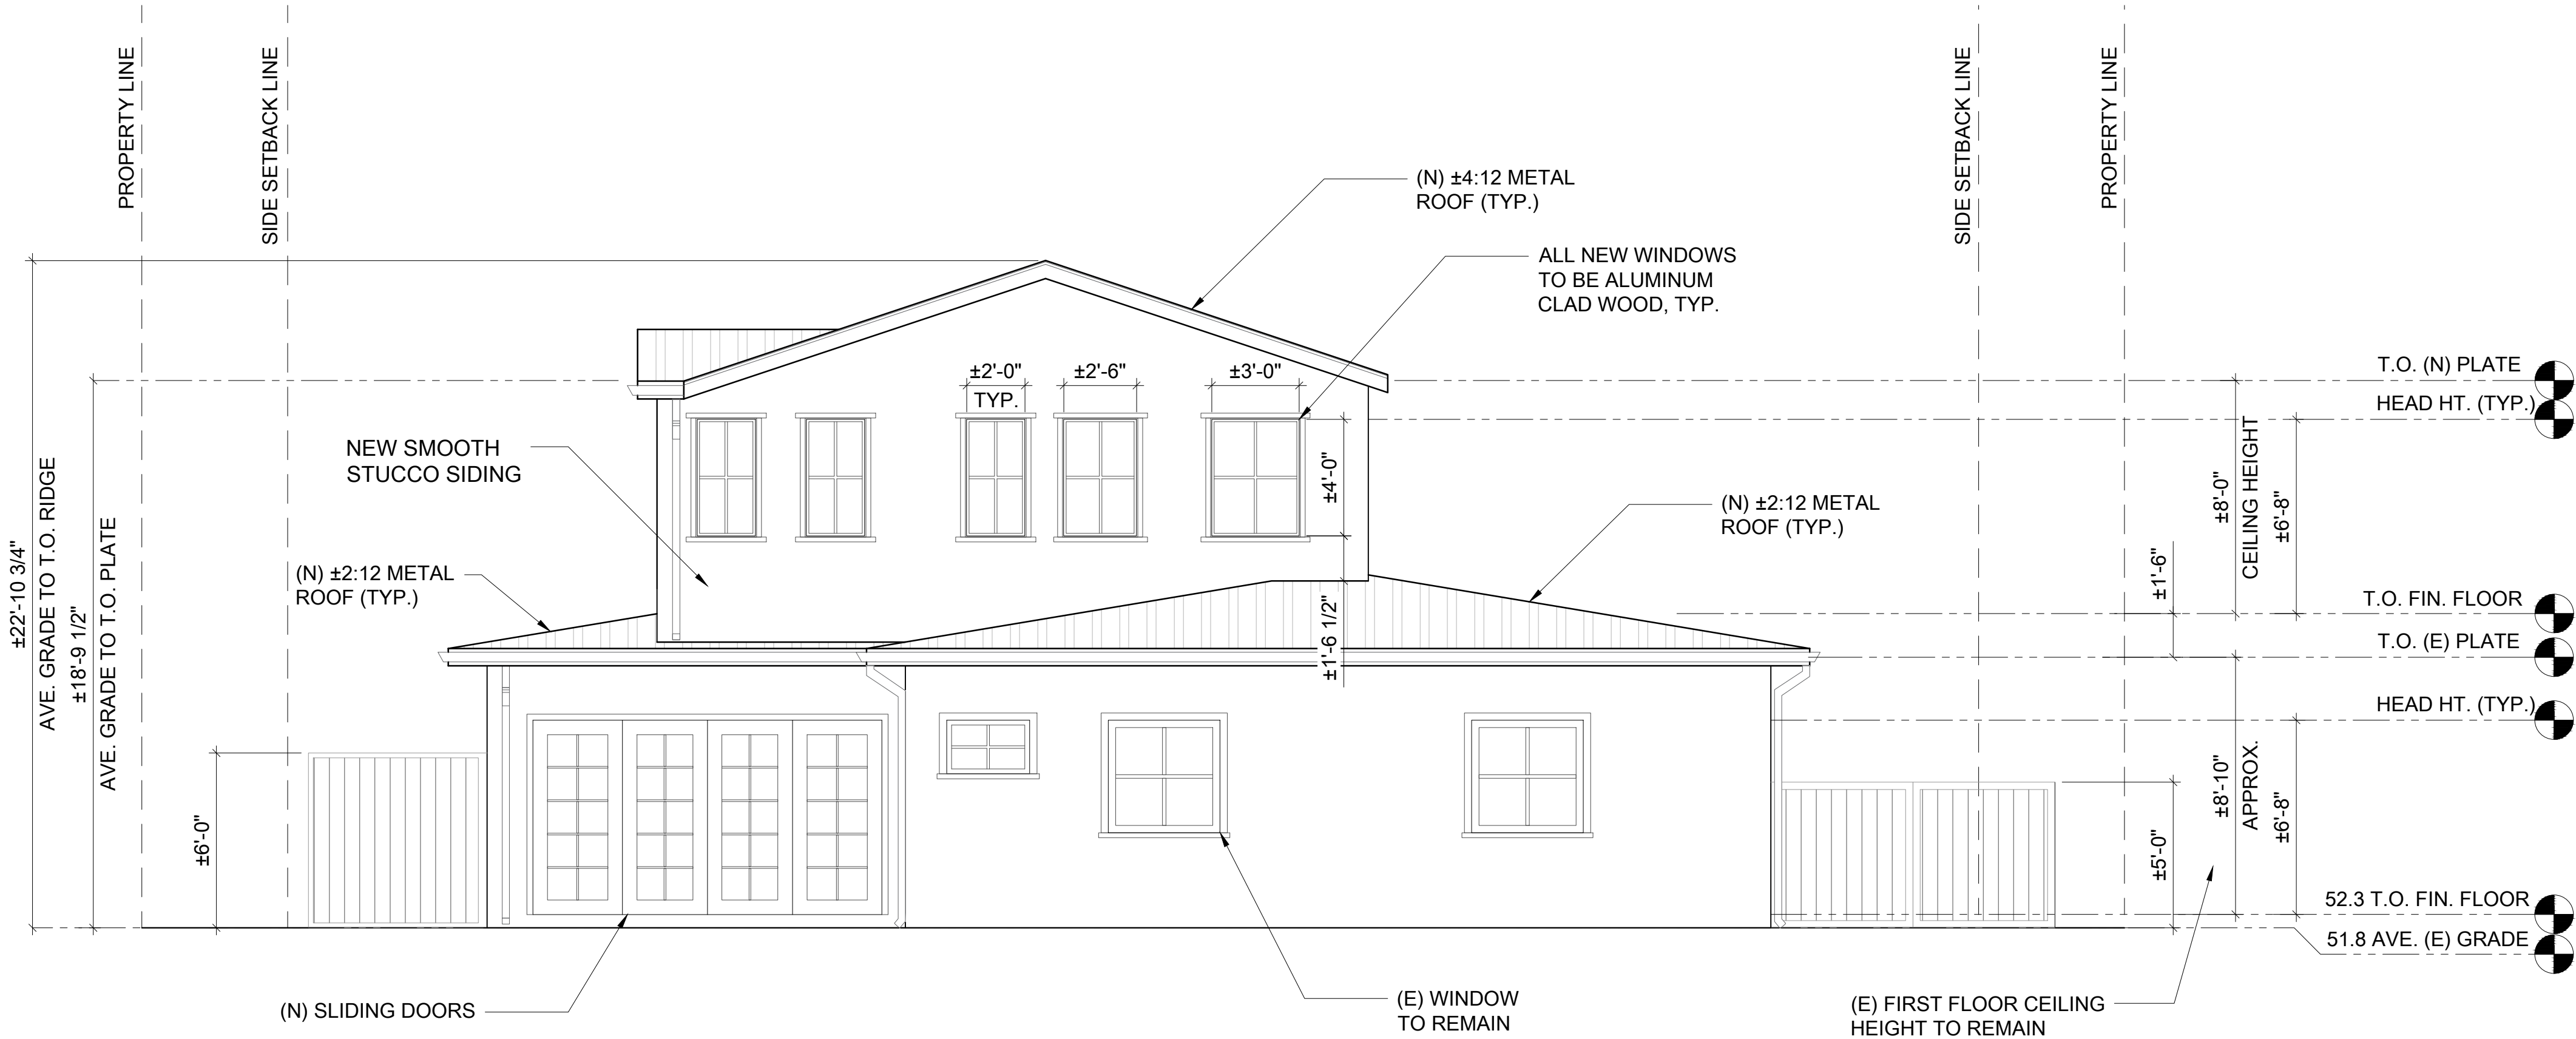 PROPERTY LINE
SIDE SETBACK LINE
SIDE SETBACK LINE
PROPERTY LINE
(N) ±4:12 METAL
ROOF (TYP.)
ALL NEW WINDOWS
TO BE ALUMINUM
CLAD WOOD, TYP.
±2'-0"
TYP.
±2'-6"
±3'-0"
T.O. (N) PLATE
HEAD HT. (TYP.)
NEW SMOOTH
STUCCO SIDING
±4'-0"
±8'-0"
CEILING HEIGHT
±6'-8"
(N) ±2:12 METAL
ROOF (TYP.)
±22'-10 3/4"
AVE. GRADE TO T.O. RIDGE
±18'-9 1/2"
AVE. GRADE TO T.O. PLATE
(N) ±2:12 METAL
ROOF (TYP.)
±1'-6"
±1'-6 1/2"
T.O. FIN. FLOOR
T.O. (E) PLATE
HEAD HT. (TYP.)
±6'-0"
±8'-10"
APPROX.
±6'-8"
±5'-0"
52.3 T.O. FIN. FLOOR
51.8 AVE. (E) GRADE
(N) SLIDING DOORS
(E) WINDOW
TO REMAIN
(E) FIRST FLOOR CEILING
HEIGHT TO REMAIN